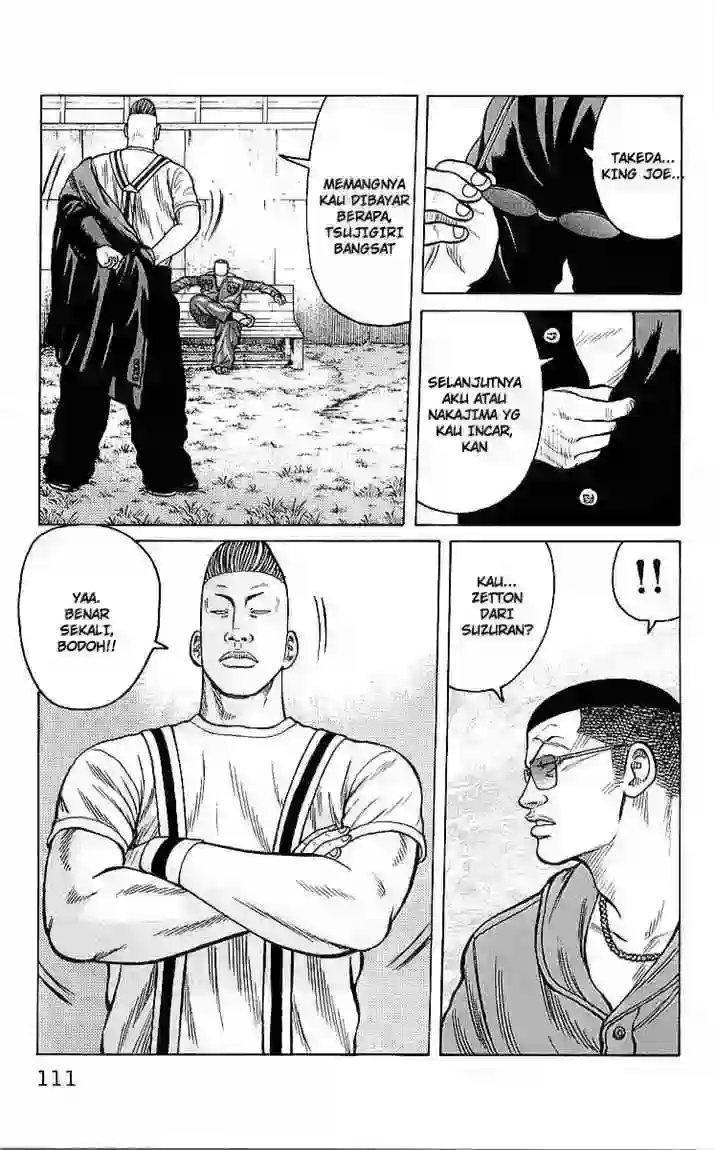 TAKEDA...
KING JOE...
MEMANGNYA
KAU DIBAYAR
BERAPA,
TSUJIGIRI
BANGSAT
SELANJUTNYA
AKU ATAU
NAKAJIMA YG
KAU INCAR,
KAN
!!
KAU...
ZETTON
DARI
SUZURAN?
YAA.
BENAR
SEKALI,
BODOH!!
111